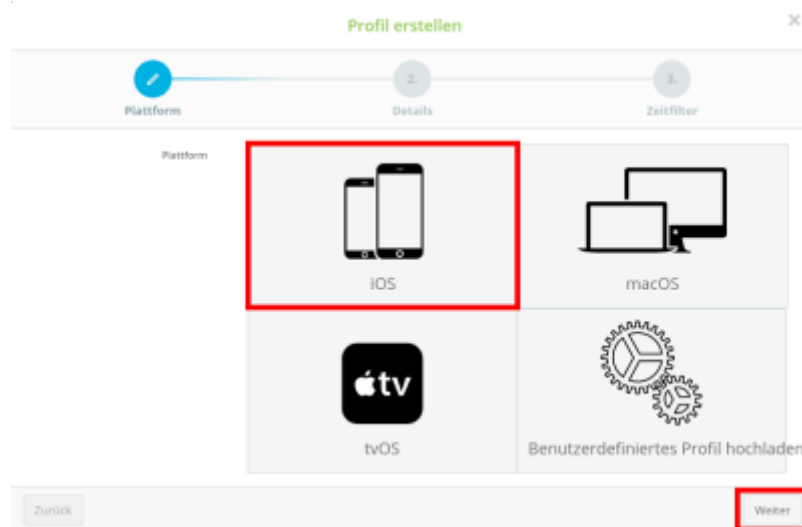 Profil erstellen
×
2.
3.
Plattform
Details
Zeitfilter
Plattform
iOS
macOS
tv
tvOS
Benutzerdefiniertes Profil hochladen
Zurück
Weiter